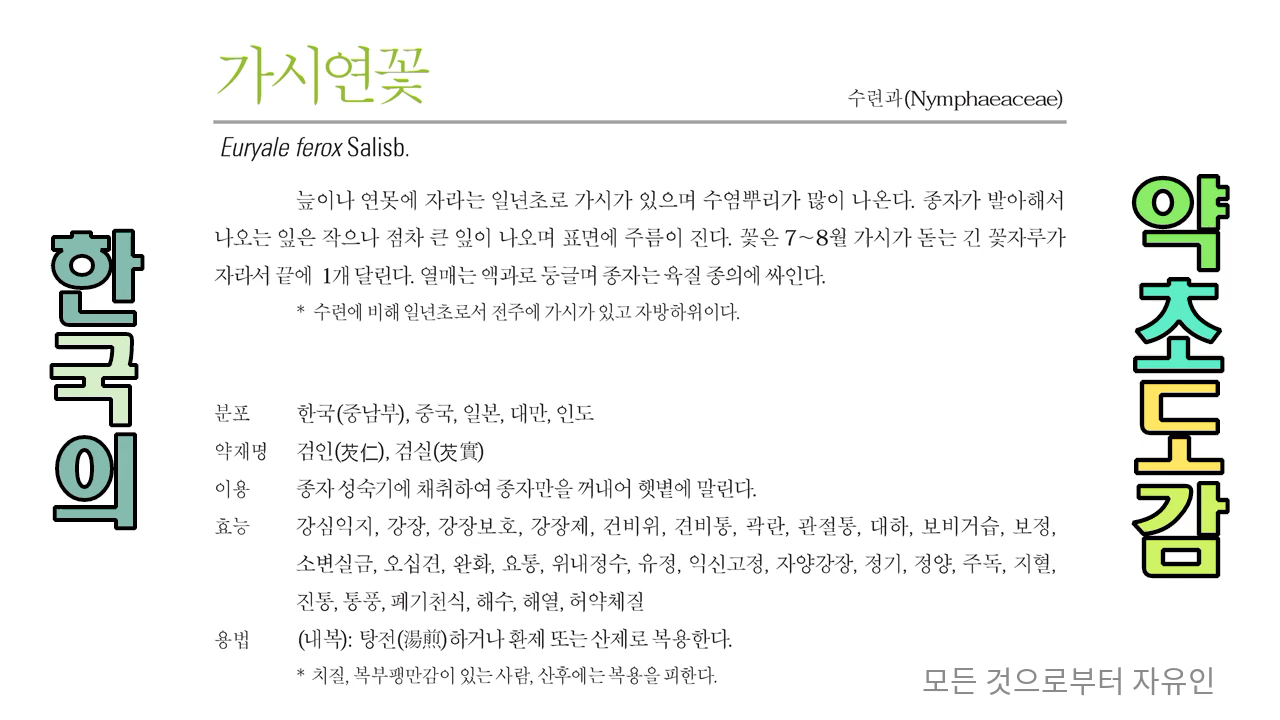 가시연꽃
수련과(Nymphaeaceae)
Euryale ferox Salisb.
늪이나 연못에 자라는 일년초로 가시가 있으며 수염뿌리가 많이 나온다. 종자가 발아해서
나오는 잎은 작으나 점차 큰 잎이 나오며 표면에 주름이 진다. 꽃은 7~8월 가시가 돋는 긴 꽃자루가
자라서 끝에 1개 달린다. 열매는 액과로 둥글며 종자는 육질 종의에 싸인다.
* 수련에 비해 일년초로서 전주에 가시가 있고 자방하위이다.
분포 한국(중남부), 중국, 일본, 대만, 인도
약재명 검인(芡仁), 검실(芡實)
이용 종자 성숙기에 채취하여 종자만을 꺼내어 햇볕에 말린다.
효능 강심익지, 강장, 강장보호, 강장제, 건비위, 견비통, 곽란, 관절통, 대하, 보비거습, 보정,
소변실금, 오십견, 완화, 요통, 위내정수, 유정, 익신고정, 자양강장, 정기, 정양, 주독, 지혈,
진통, 통풍, 폐기천식, 해수, 해열, 허약체질
용법 (내복): 탕전(湯煎)하거나 환제 또는 산제로 복용한다.
* 치질, 복부팽만감이 있는 사람, 산후에는 복용을 피한다.
한국의
약초도감
모든 것으로부터 자유인